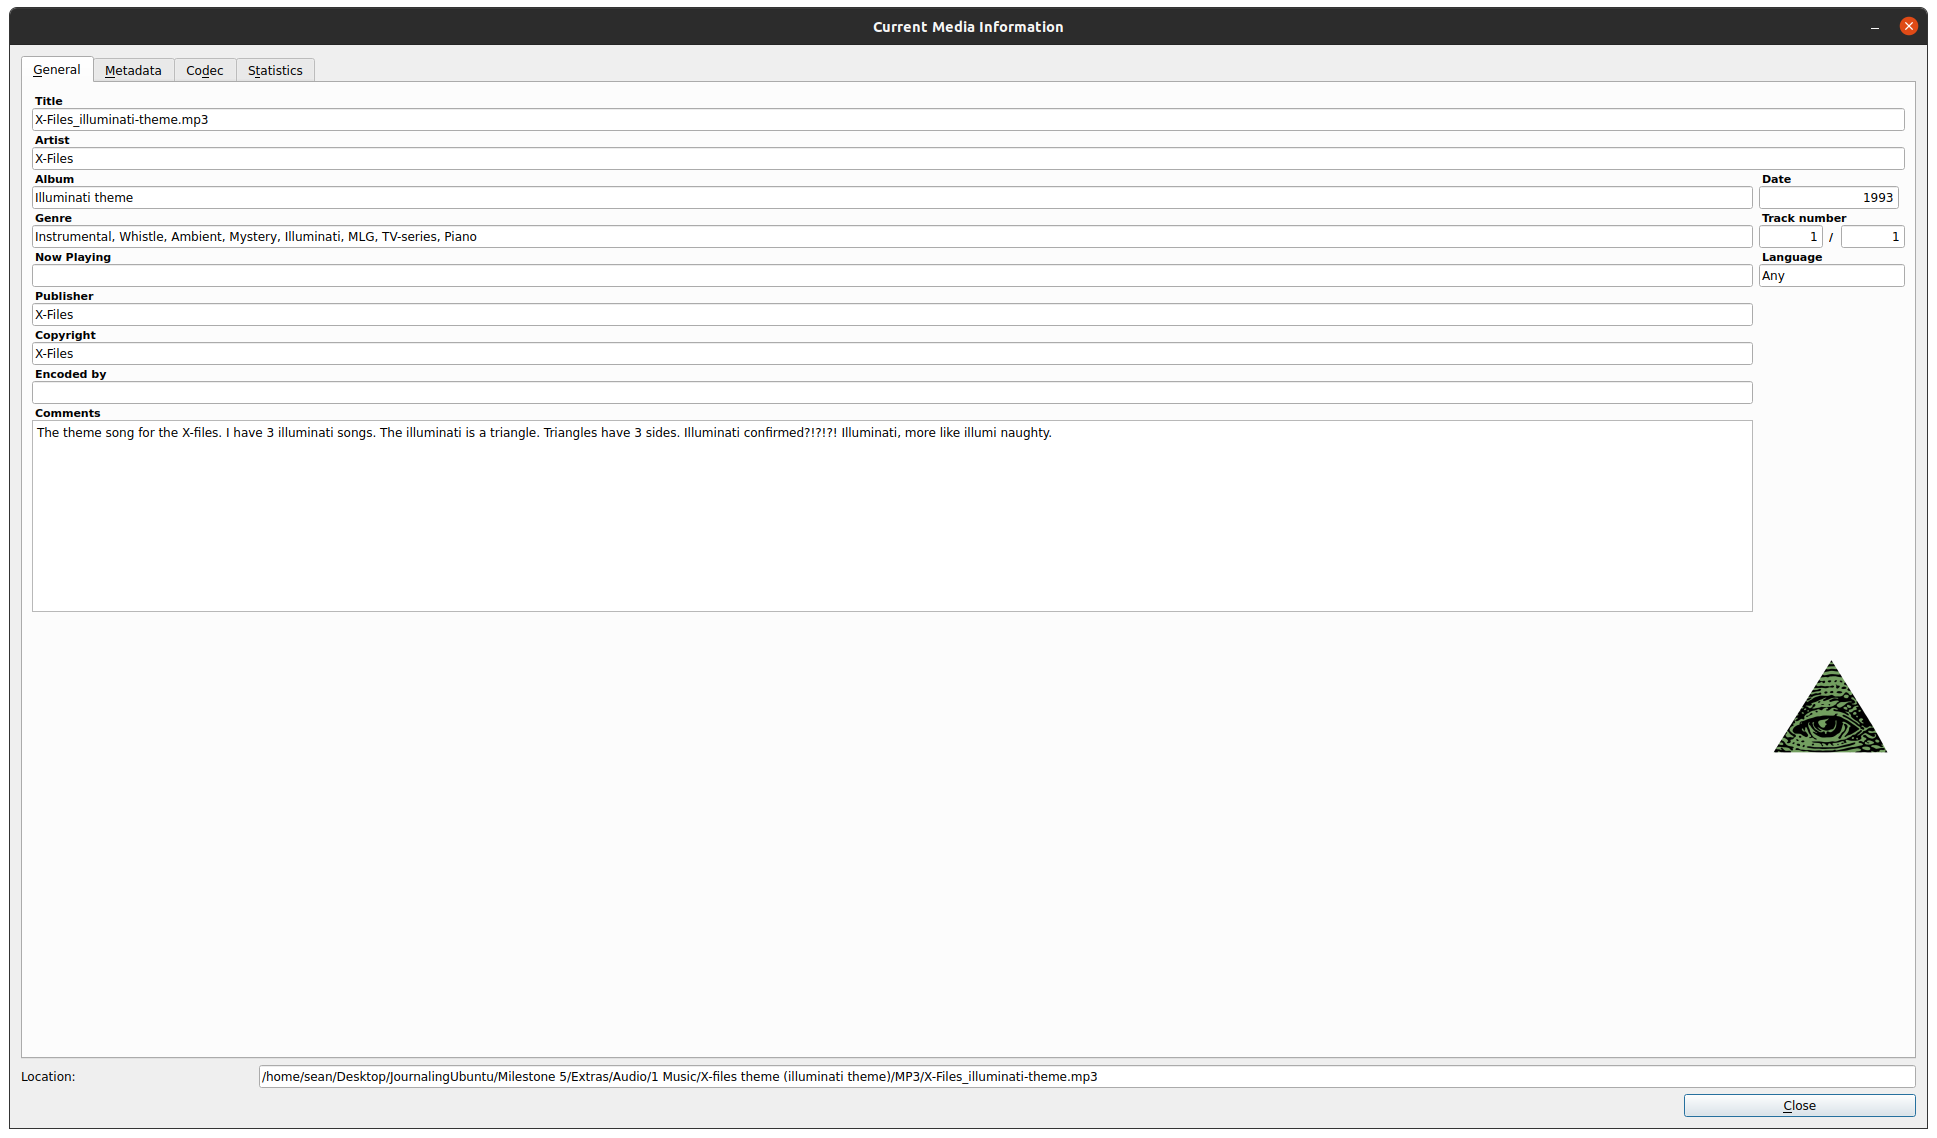 Current Media Information
General Metadata Codec Statistics
Title
X-Files_illuminati-theme.mp3
Artist
X-Files
Album Date
Illuminati theme 1993
Genre Track number
Instrumental, Whistle, Ambient, Mystery, Illuminati, MLG, TV-series, Piano 1 / 1
Now Playing Language
Any
Publisher
X-Files
Copyright
X-Files
Encoded by
Comments
The theme song for the X-files. I have 3 illuminati songs. The illuminati is a triangle. Triangles have 3 sides. Illuminati confirmed?!?!?! Illuminati, more like illumi naughty.
Location: /home/sean/Desktop/JournalingUbuntu/Milestone 5/Extras/Audio/1 Music/X-files theme (illuminati theme)/MP3/X-Files_illuminati-theme.mp3
Close